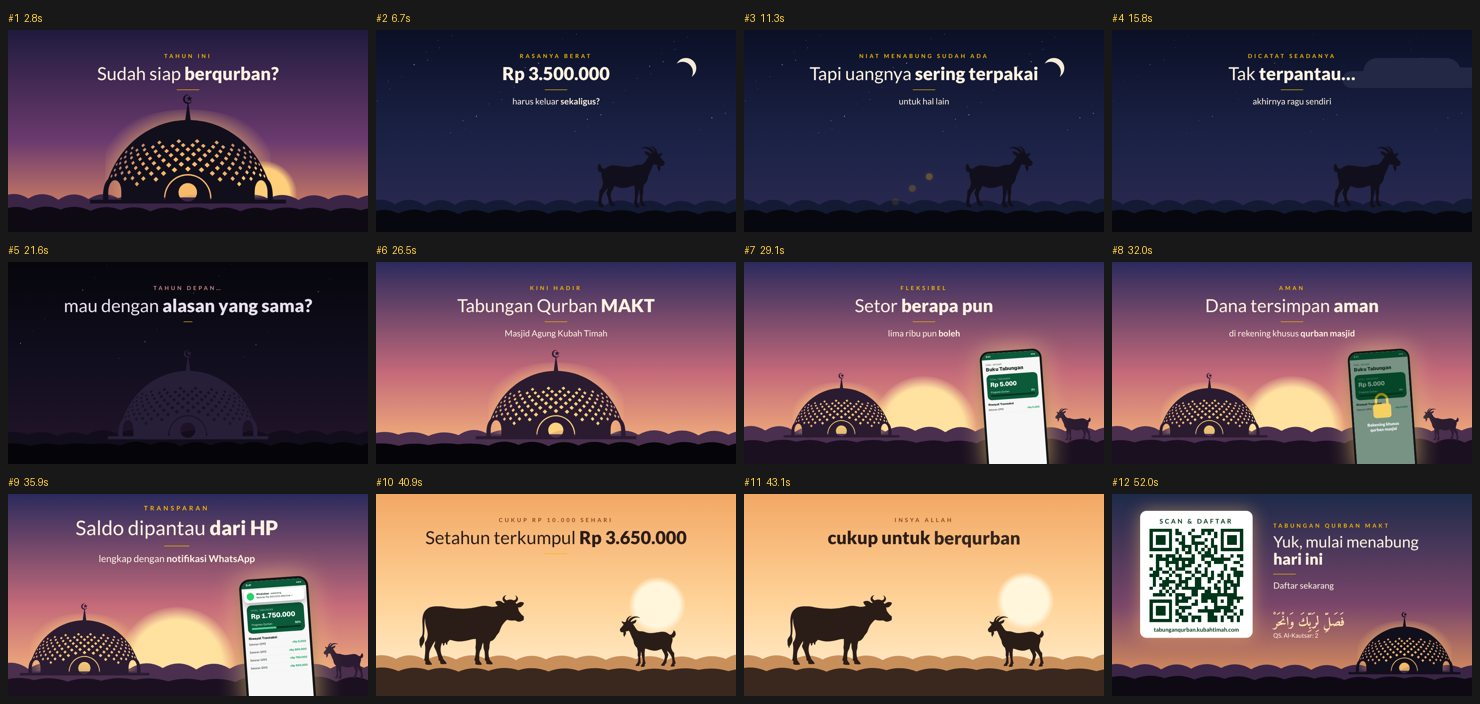 #1 2.8s
TAHUN INI
Sudah siap berqurban?
#2 6.7s
RASANYA BERAT
Rp 3.500.000
harus keluar sekaligus?
#3 11.3s
NIAT MENABUNG SUDAH ADA
Tapi uangnya sering terpakai
untuk hal lain
#4 15.8s
DICATAT SEADANYA
Tak terpantau...
akhirnya ragu sendiri
#5 21.6s
TAHUN DEPAN...
mau dengan alasan yang sama?
#6 26.5s
KINI HADIR
Tabungan Qurban MAKT
Masjid Agung Kubah Timah
#7 29.1s
FLEKSIBEL
Setor berapa pun
lima ribu pun boleh
Buku Tabungan
Rp 5.000
#8 32.0s
AMAN
Dana tersimpan aman
di rekening khusus qurban masjid
Buku Tabungan
Rp 5.000
Rekening khusus
qurban masjid
#9 35.9s
TRANSPARAN
Saldo dipantau dari HP
lengkap dengan notifikasi WhatsApp
Rp 1.750.000
#10 40.9s
CUKUP RP 10.000 SEHARI
Setahun terkumpul Rp 3.650.000
#11 43.1s
INSYA ALLAH
cukup untuk berqurban
#12 52.0s
SCAN & DAFTAR
tabunganqurban.kubahtimah.com
TABUNGAN QURBAN MAKT
Yuk, mulai menabung
hari ini
Daftar sekarang
فَصَلِّ لِرَبِّكَ وَانْحَرْ
QS. Al-Kautsar: 2